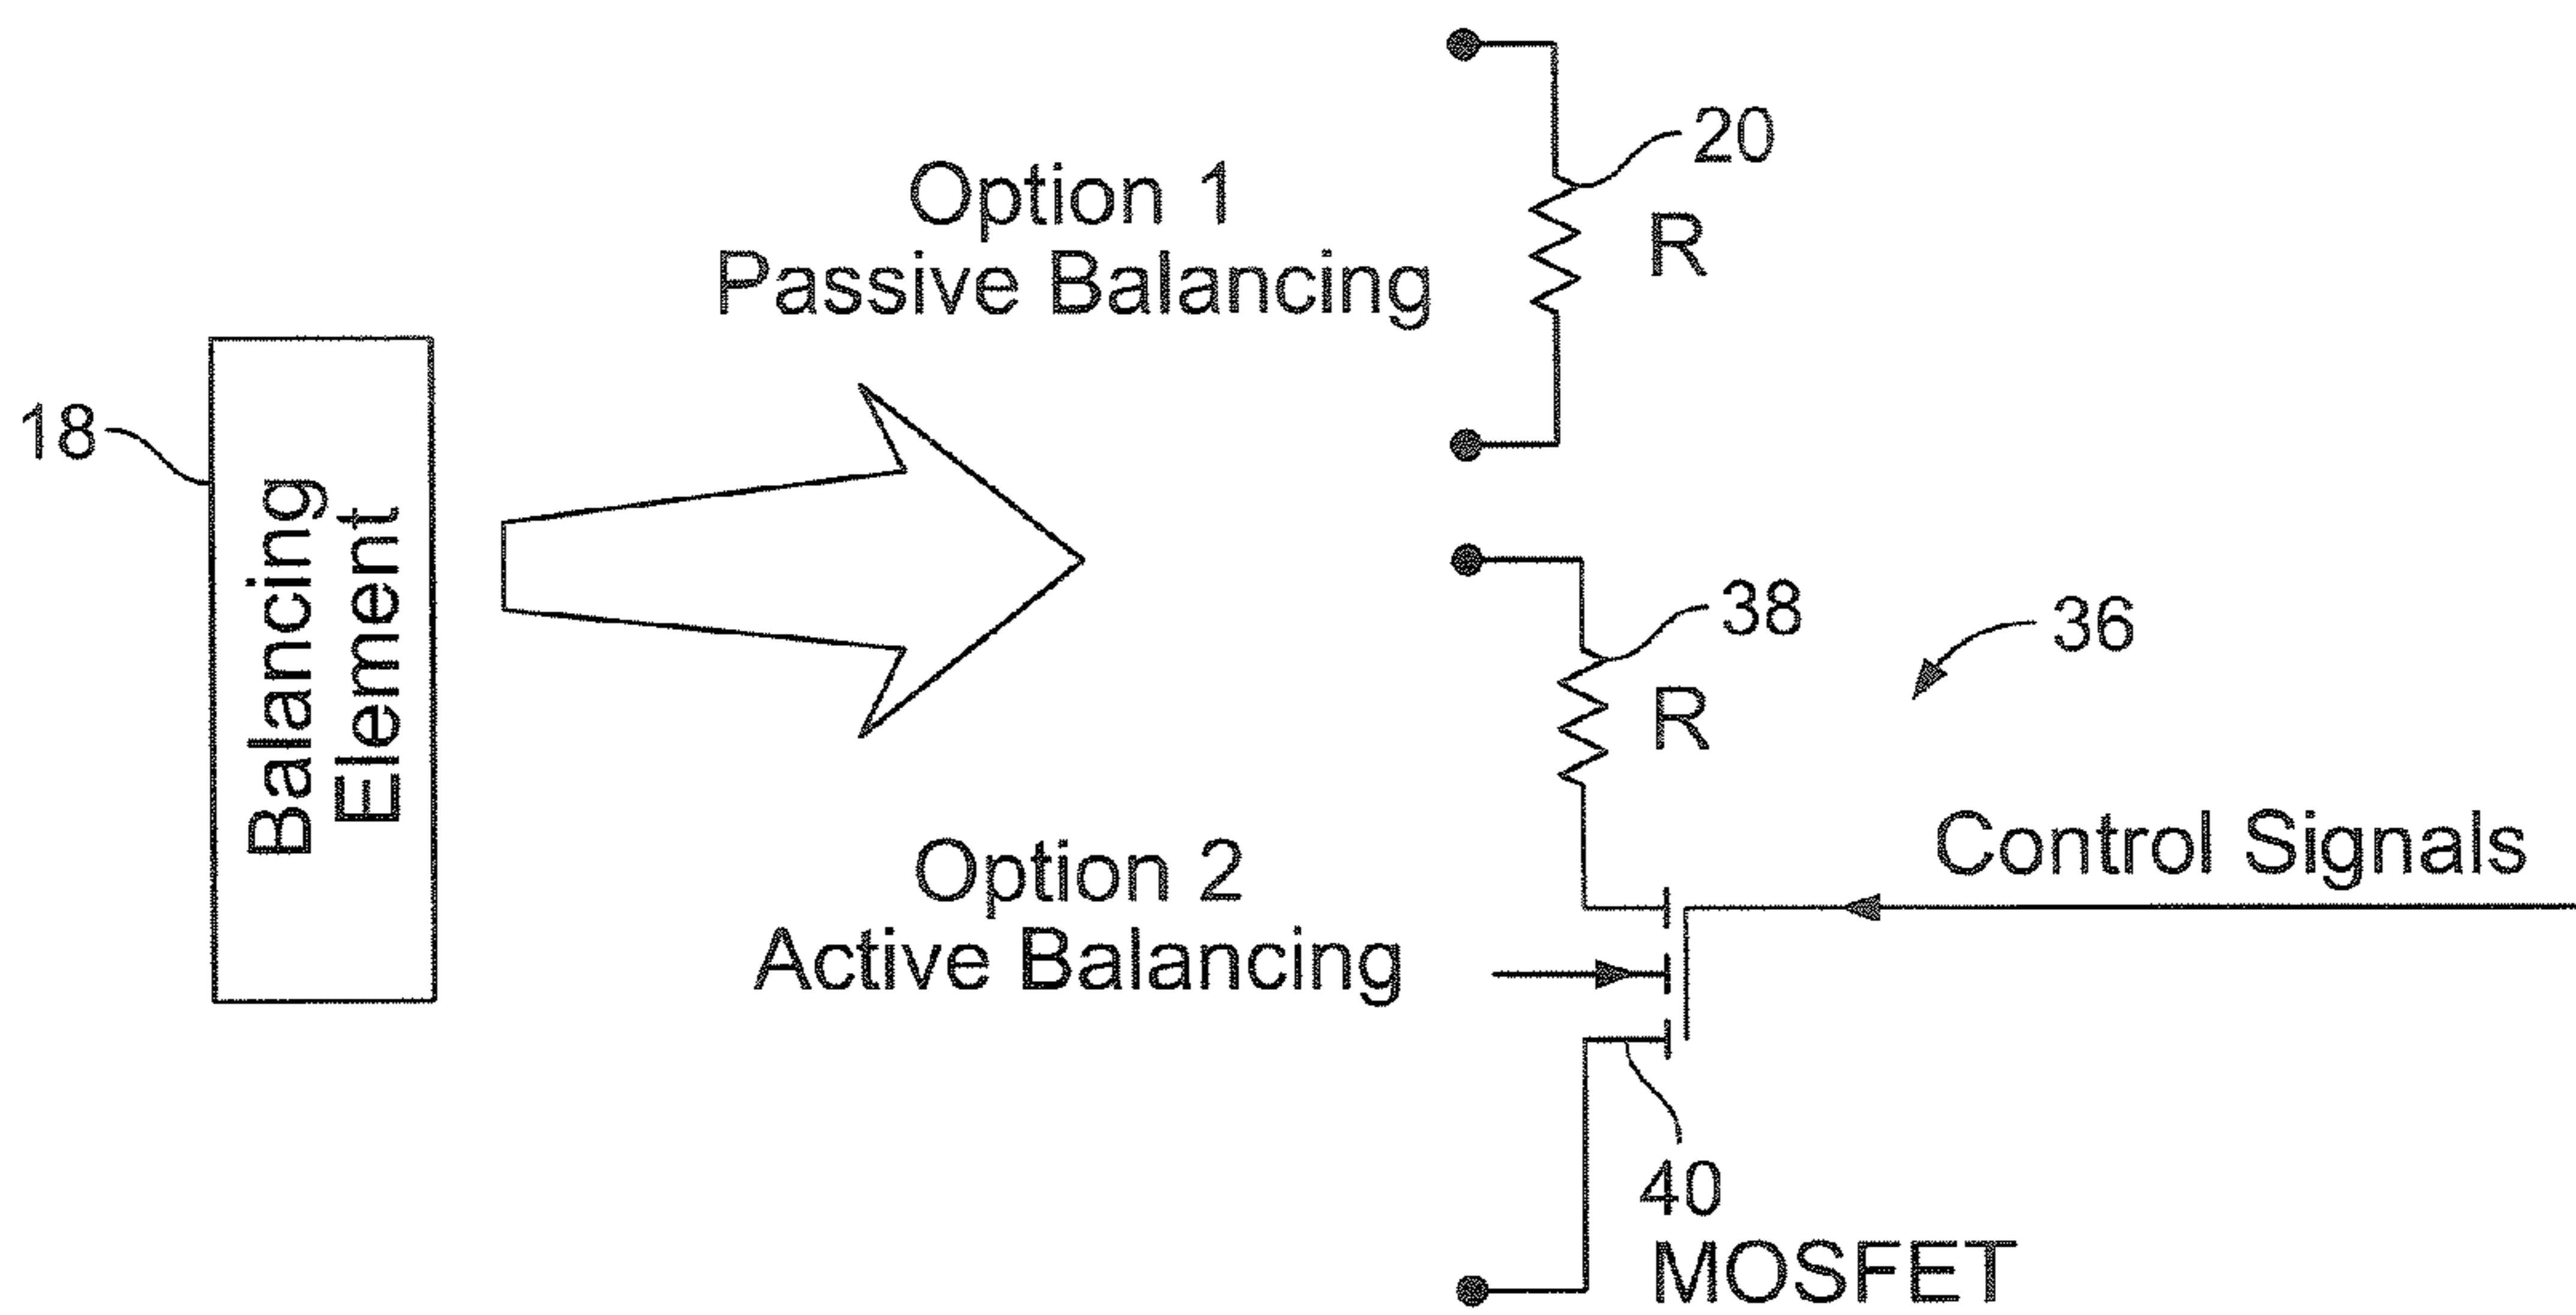 18
Balancing
Element
Option 1
Passive Balancing
20
R
38
R
36
Option 2
Active Balancing
Control Signals
40
MOSFET